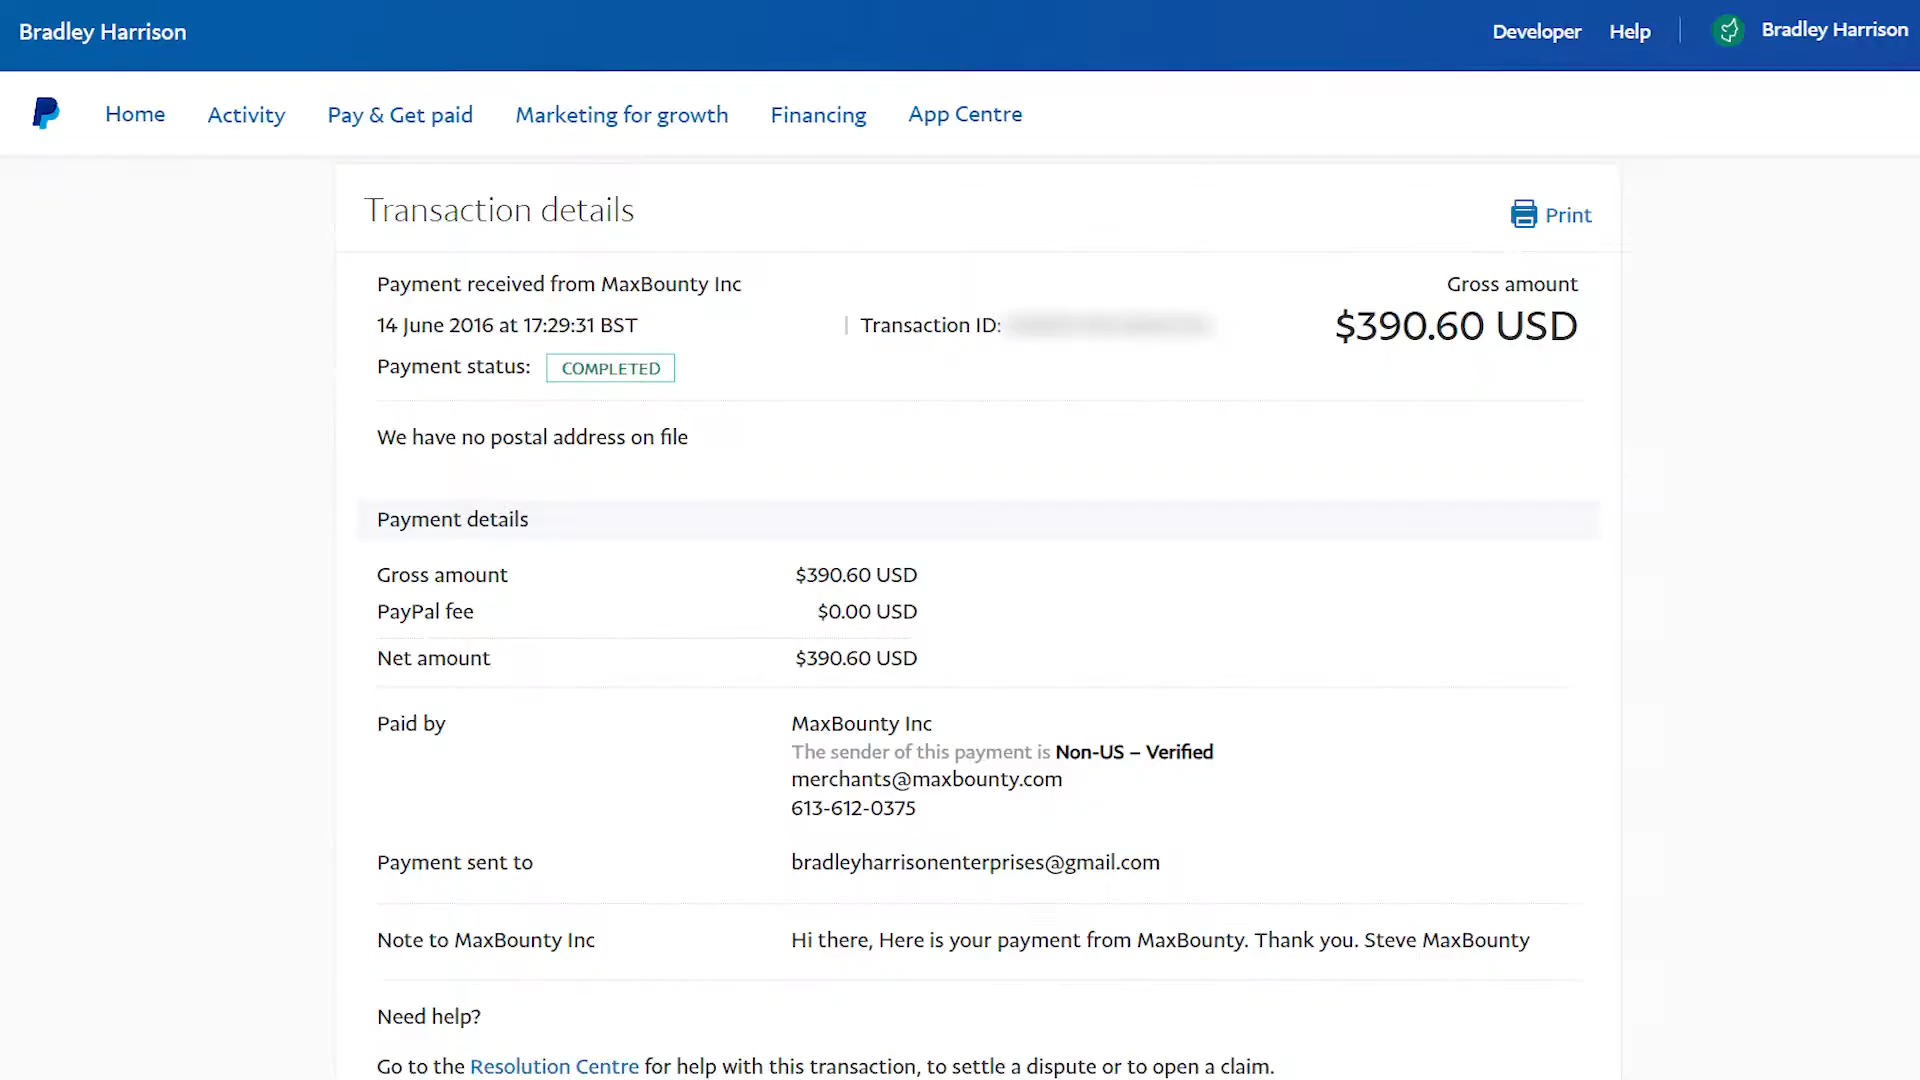 Bradley Harrison
Developer Help Bradley Harrison
Home Activity Pay & Get paid Marketing for growth Financing App Centre
Transaction details
Print
Payment received from MaxBounty Inc
Gross amount
14 June 2016 at 17:29:31 BST | Transaction ID:
$390.60 USD
Payment status: COMPLETED
We have no postal address on file
Payment details
Gross amount $390.60 USD
PayPal fee $0.00 USD
Net amount $390.60 USD
Paid by MaxBounty Inc
The sender of this payment is Non-US – Verified
merchants@maxbounty.com
613-612-0375
Payment sent to bradleyharrisonenterprises@gmail.com
Note to MaxBounty Inc Hi there, Here is your payment from MaxBounty. Thank you. Steve MaxBounty
Need help?
Go to the Resolution Centre for help with this transaction, to settle a dispute or to open a claim.